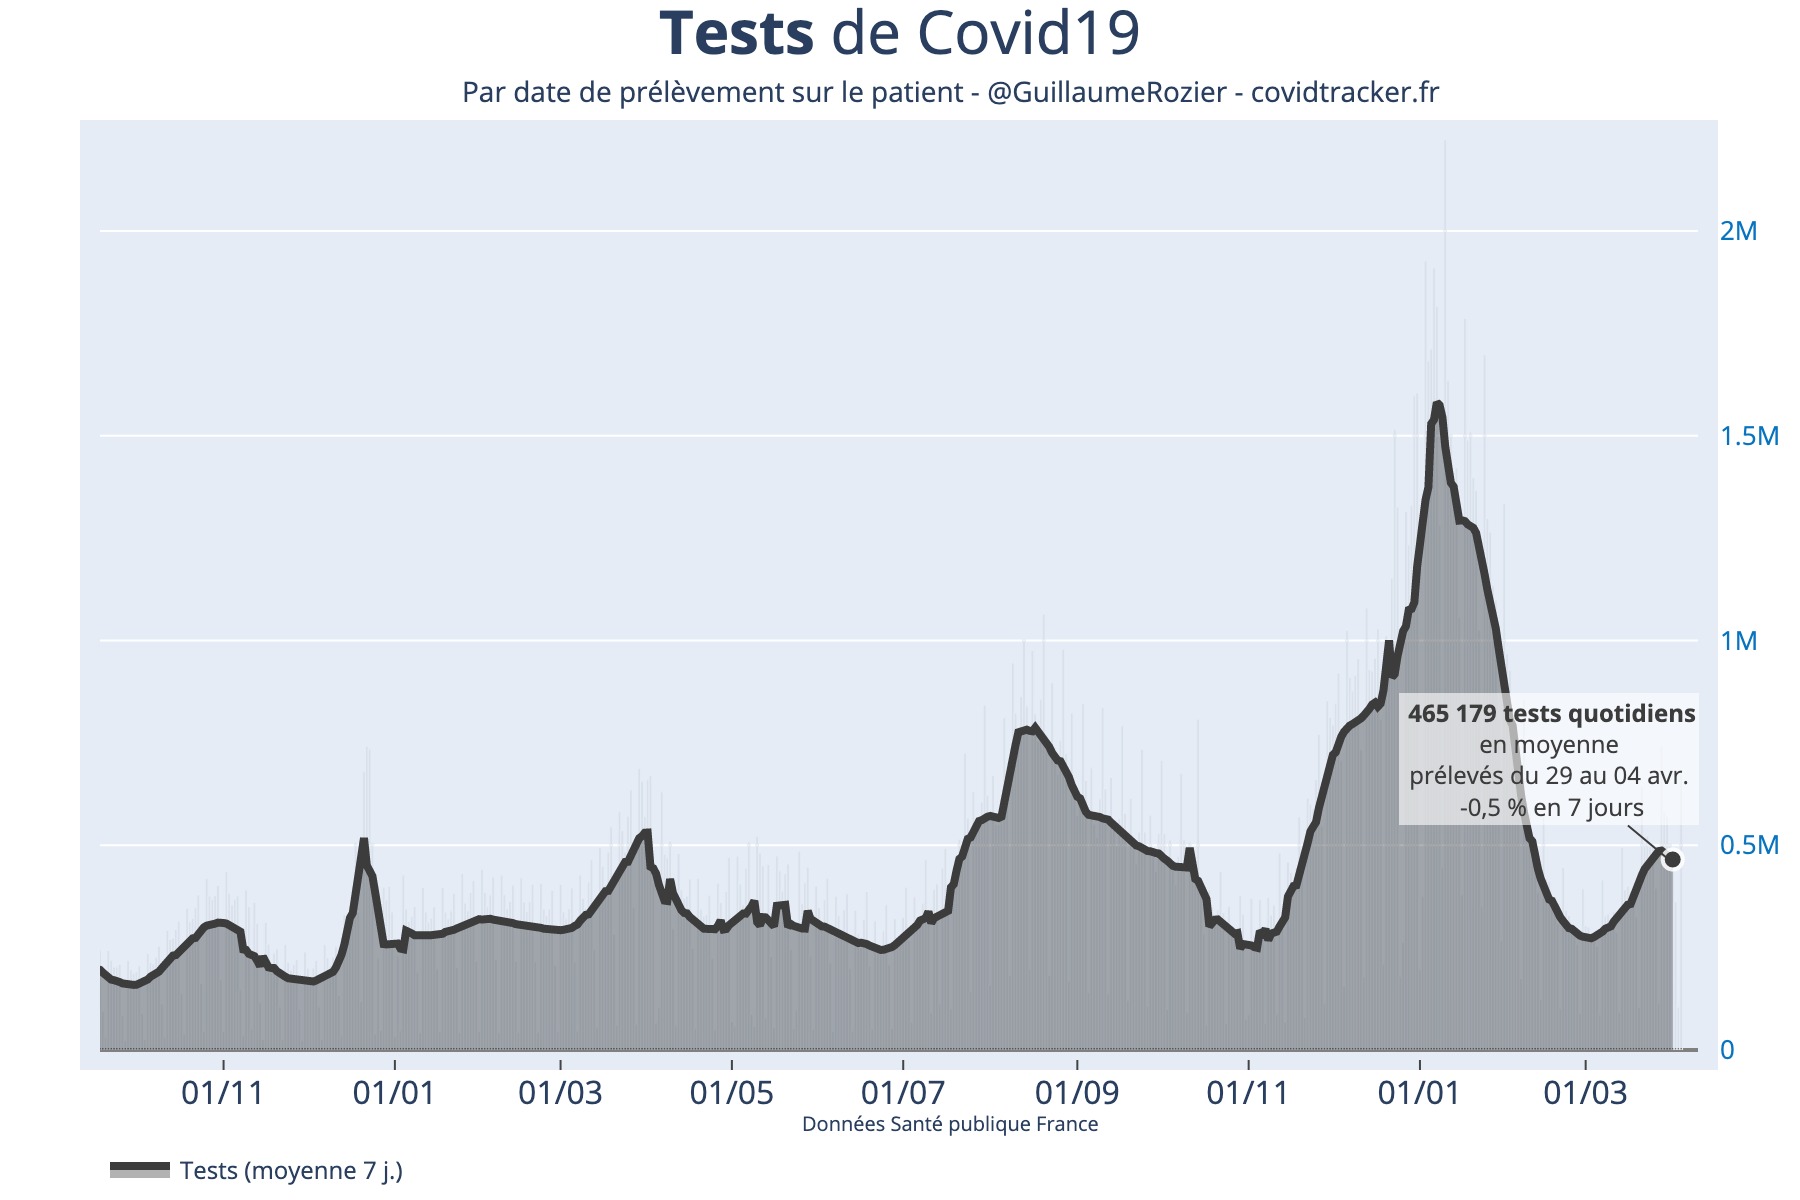 Tests de Covid19
Par date de prélèvement sur le patient - @GuillaumeRozier - covidtracker.fr
2M
1.5M
1M
465 179 tests quotidiens
en moyenne
prélevés du 29 au 04 avr.
-0,5 % en 7 jours
0.5M
0
01/11 01/01 01/03 01/05 01/07 01/09 01/11 01/01 01/03
Données Santé publique France
Tests (moyenne 7 j.)